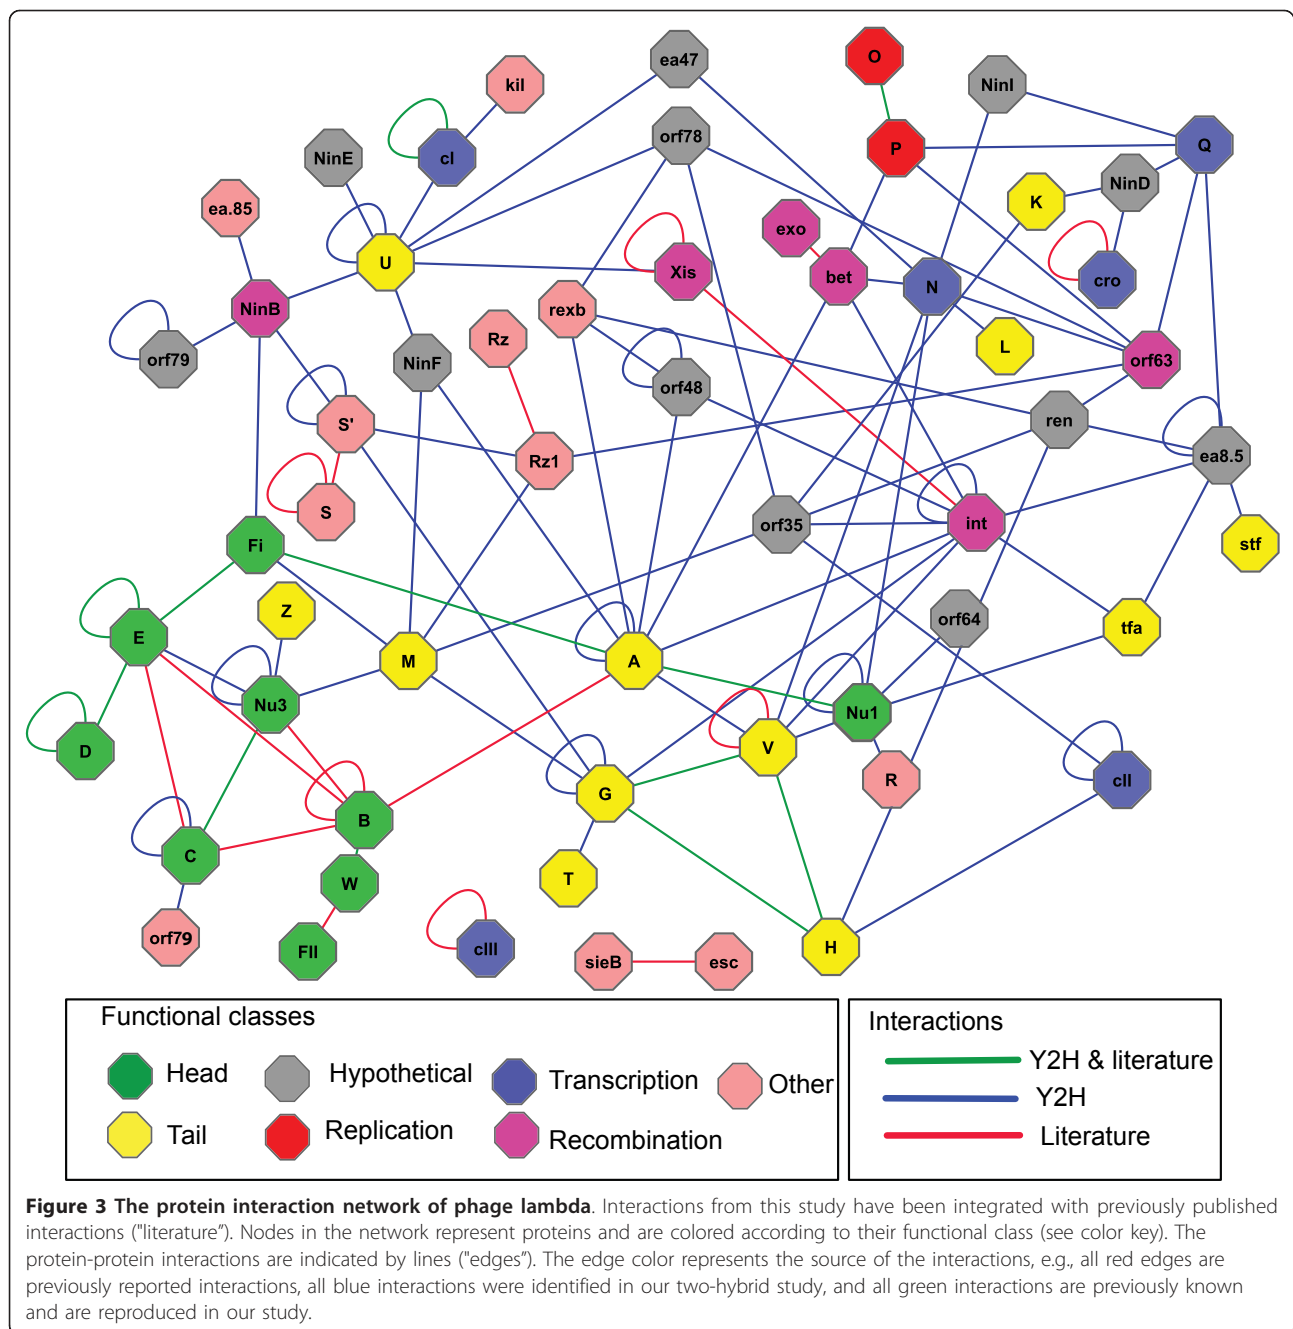 ea47
O
kil
NinI
orf78
NinE
cI
P
Q
NinD
ea.85
K
exo
U
Xis
bet
N
cro
NinB
rexb
Rz
L
orf79
NinF
orf48
orf63
S'
ren
Rz1
ea8.5
S
orf35
int
Fi
stf
Z
orf64
E
tfa
M
A
Nu3
Nu1
D
V
R
cII
G
B
C
W
T
orf79
FII
cIII
sieB
esc
H
Functional classes
Head
Hypothetical
Transcription
Other
Tail
Replication
Recombination
Interactions
Y2H & literature
Y2H
Literature
Figure 3 The protein interaction network of phage lambda. Interactions from this study have been integrated with previously published
interactions ("literature"). Nodes in the network represent proteins and are colored according to their functional class (see color key). The
protein-protein interactions are indicated by lines ("edges"). The edge color represents the source of the interactions, e.g., all red edges are
previously reported interactions, all blue interactions were identified in our two-hybrid study, and all green interactions are previously known
and are reproduced in our study.